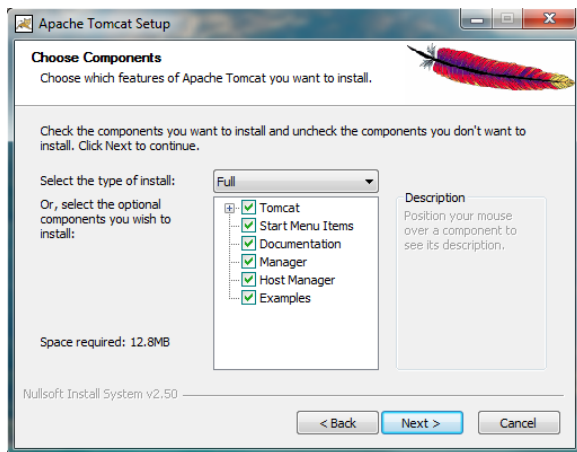 Apache Tomcat Setup
Choose Components
Choose which features of Apache Tomcat you want to install.
Check the components you want to install and uncheck the components you don't want to
install. Click Next to continue.
Select the type of install:
Full
Or, select the optional
components you wish to
install:
Tomcat
Start Menu Items
Documentation
Manager
Host Manager
Examples
Description
Position your mouse
over a component to
see its description.
Space required: 12.8MB
Nullsoft Install System v2.50
< Back
Next >
Cancel